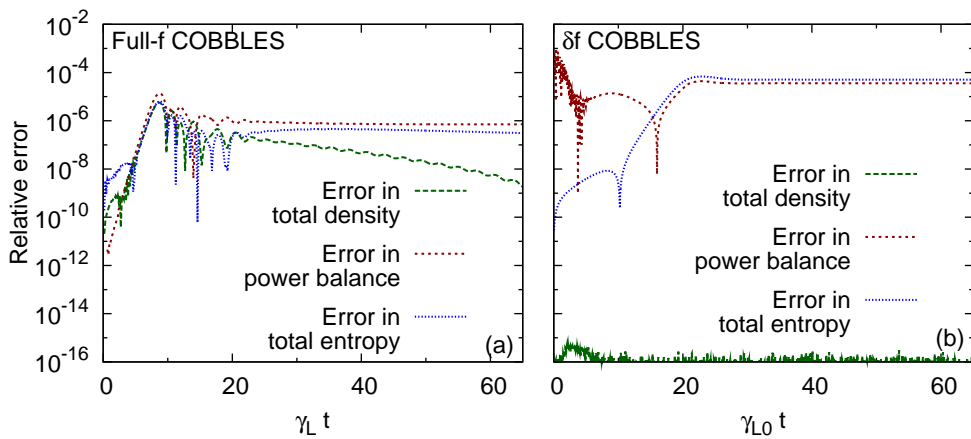 Full-f COBBLES
Relative error
10^-2
10^-4
10^-6
10^-8
10^-10
10^-12
10^-14
10^-16
0
20
40
60
γ_L t
Error in
total density
Error in
power balance
Error in
total entropy
(a)
δf COBBLES
0
20
40
60
γ_L0 t
Error in
total density
Error in
power balance
Error in
total entropy
(b)